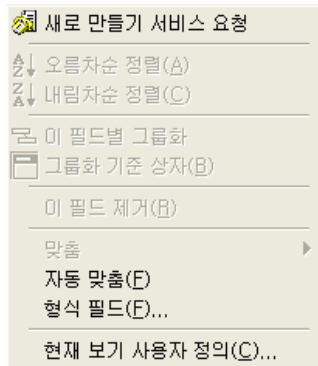 새로 만들기 서비스 요청
오름차순 정렬(A)
내림차순 정렬(C)
이 필드별 그룹화
그룹화 기준 상자(B)
이 필드 제거(R)
맞춤
자동 맞춤(F)
형식 필드(F)...
현재 보기 사용자 정의(C)...